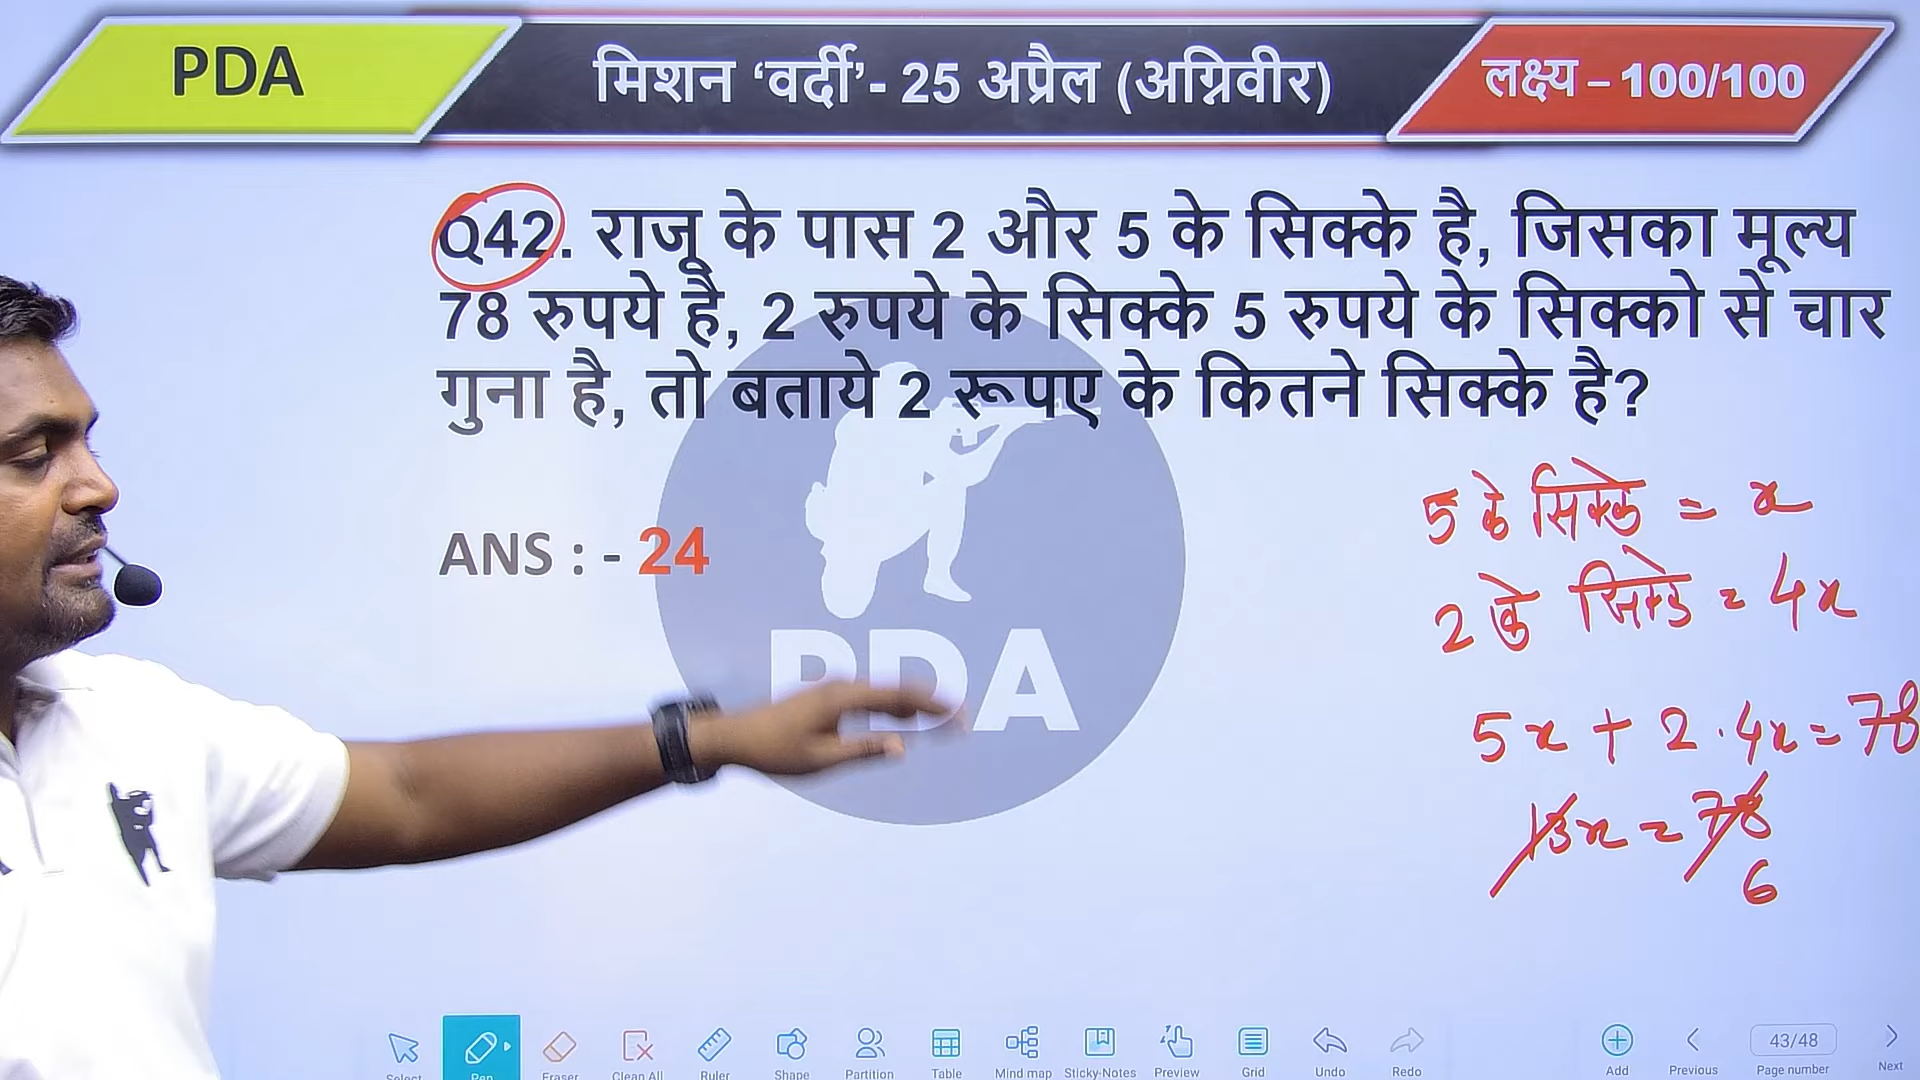 PDA
मिशन ‘वर्दी’- 25 अप्रैल (अग्निवीर)
लक्ष्य – 100/100
Q42. राजू के पास 2 और 5 के सिक्के है, जिसका मूल्य
78 रुपये है, 2 रुपये के सिक्के 5 रुपये के सिक्को से चार
गुना है, तो बताये 2 रूपए के कितने सिक्के है?
ANS : - 24
5 के सिक्के = x
2 के सिक्के = 4x
5x + 2·4x = 78
13x = 78
6
PDA
Select
Pen
Eraser
Clean All
Ruler
Shape
Partition
Table
Mind map
Sticky-Notes
Preview
Grid
Undo
Redo
Add
Previous
43/48
Page number
Next